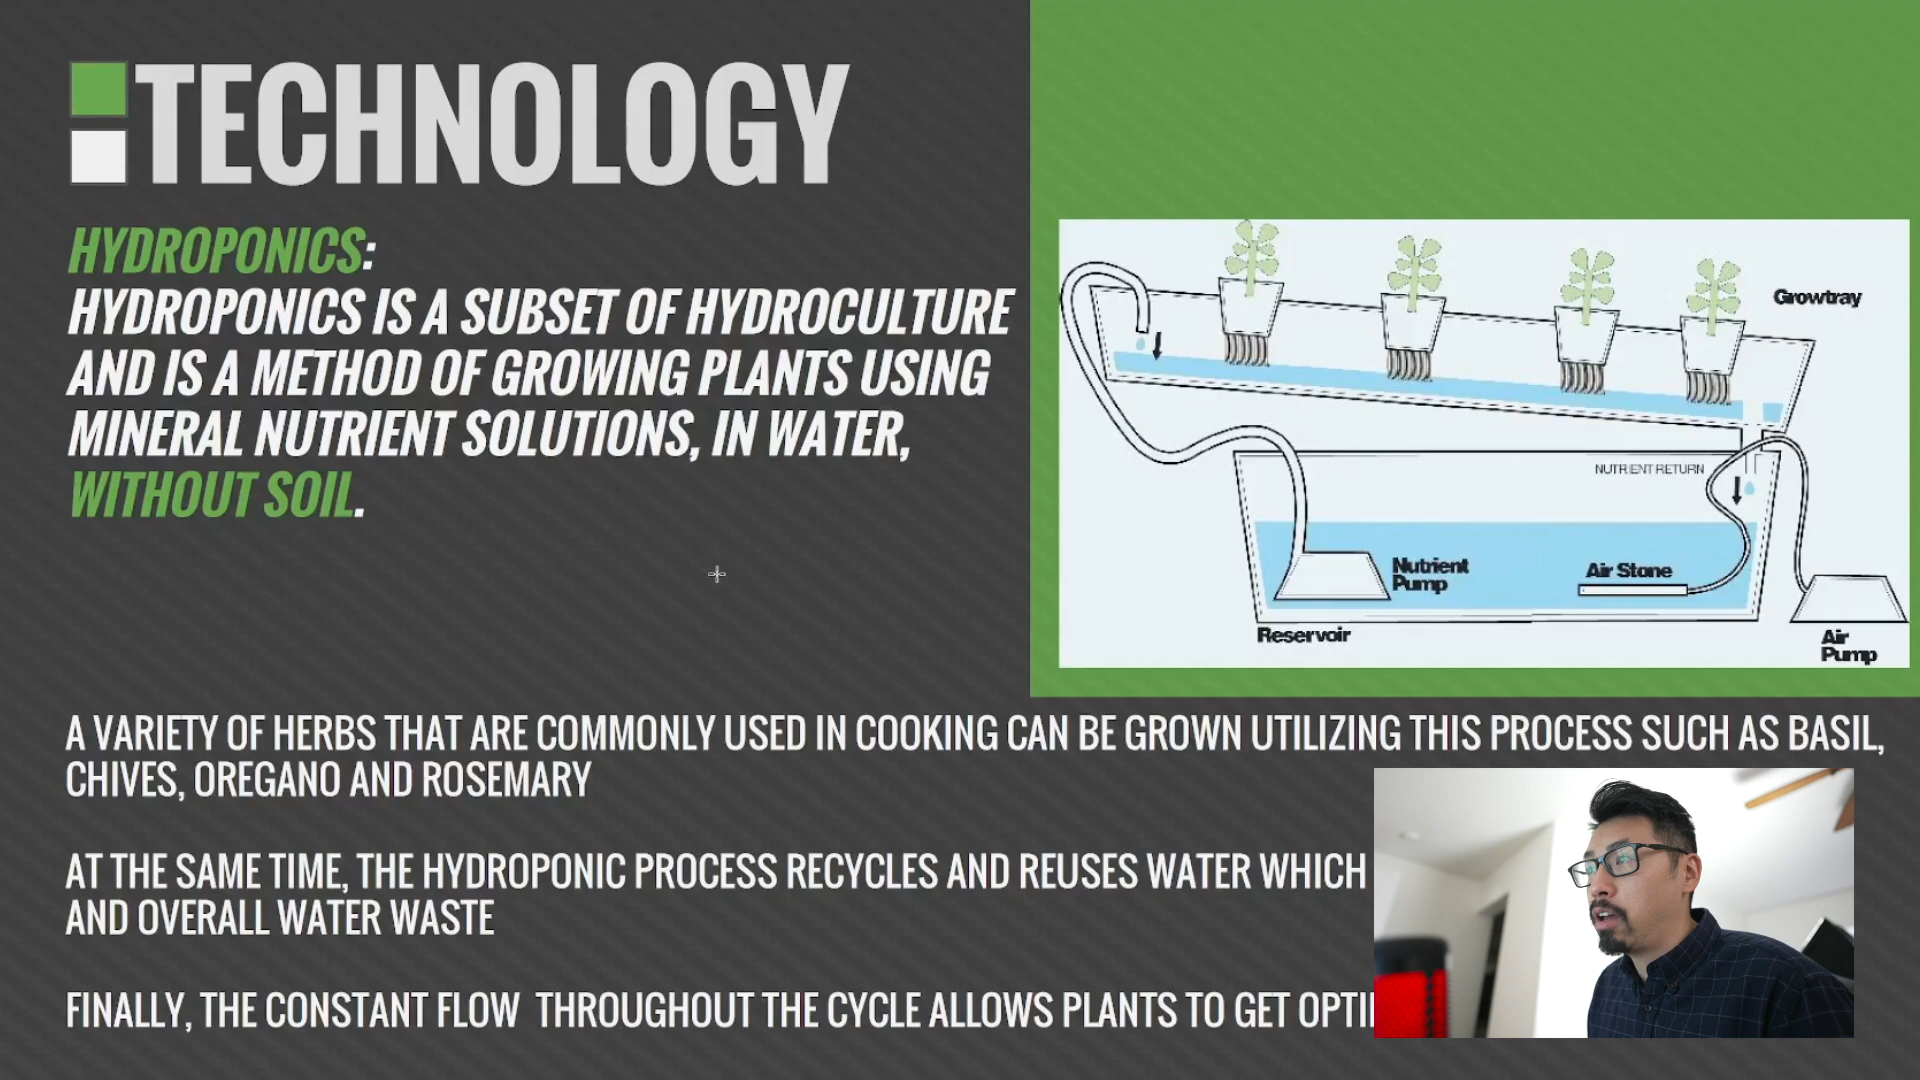 TECHNOLOGY
HYDROPONICS:
HYDROPONICS IS A SUBSET OF HYDROCULTURE
AND IS A METHOD OF GROWING PLANTS USING
MINERAL NUTRIENT SOLUTIONS, IN WATER,
WITHOUT SOIL.
Growtray
NUTRIENT RETURN
Nutrient
Pump
Air Stone
Reservoir
Air
Pump
A VARIETY OF HERBS THAT ARE COMMONLY USED IN COOKING CAN BE GROWN UTILIZING THIS PROCESS SUCH AS BASIL,
CHIVES, OREGANO AND ROSEMARY
AT THE SAME TIME, THE HYDROPONIC PROCESS RECYCLES AND REUSES WATER WHICH
AND OVERALL WATER WASTE
FINALLY, THE CONSTANT FLOW THROUGHOUT THE CYCLE ALLOWS PLANTS TO GET